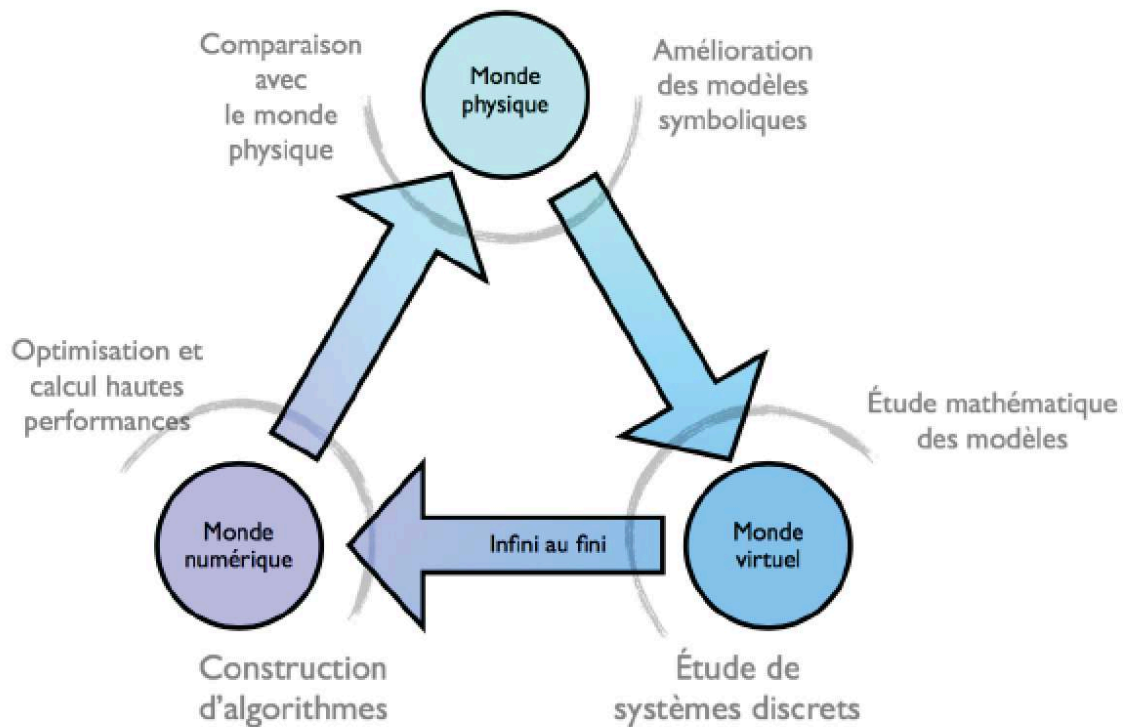 Comparaison
avec
le monde
physique
Monde
physique
Amélioration
des modèles
symboliques
Optimisation et
calcul hautes
performances
Étude mathématique
des modèles
Monde
numérique
Infini au fini
Monde
virtuel
Construction
d'algorithmes
Étude de
systèmes discrets